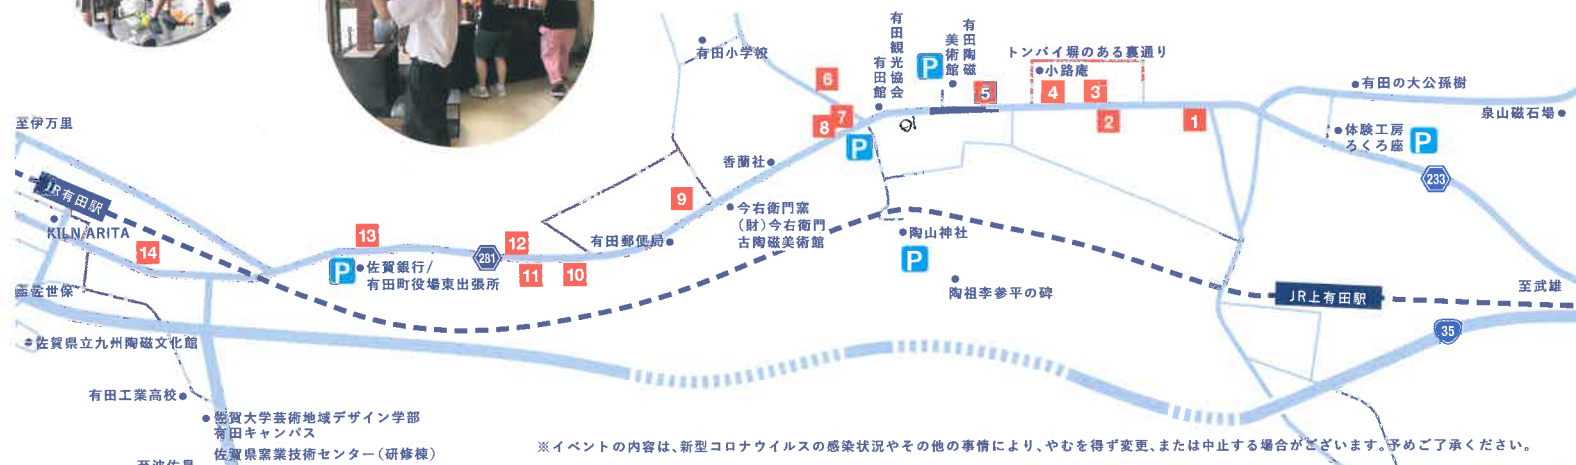 有田小学校
6
有田観光協会
有田館
P
有田陶磁
美術館
5
トンバイ塀のある裏通り
小路庵
4
3
2
1
有田の大公孫樹
泉山磁石場
体験工房
ろくろ座
P
233
至伊万里
7
8
P
香蘭社
JR有田駅
KILN ARITA
14
13
P
佐賀銀行/
有田町役場東出張所
281
12
11
10
有田郵便局
9
今右衛門窯
(財)今右衛門
古陶磁美術館
陶山神社
P
陶祖李参平の碑
JR上有田駅
至武雄
35
至佐世保
佐賀県立九州陶磁文化館
有田工業高校
佐賀大学芸術地域デザイン学部
有田キャンパス
佐賀県窯業技術センター(研修棟)
※イベントの内容は、新型コロナウイルスの感染状況やその他の事情により、やむを得ず変更、または中止する場合がございます。予めご了承ください。